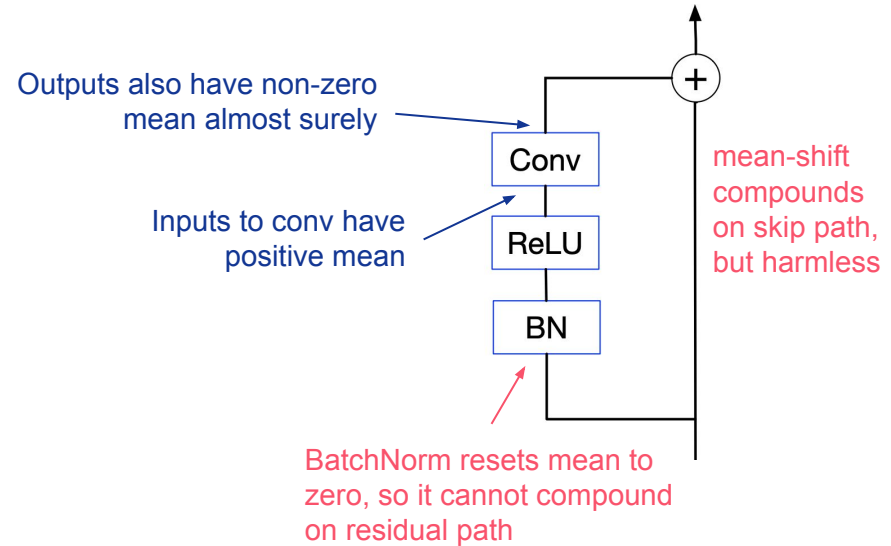 Outputs also have non-zero
mean almost surely
+
Conv
mean-shift
compounds
on skip path,
but harmless
Inputs to conv have
positive mean
ReLU
BN
BatchNorm resets mean to
zero, so it cannot compound
on residual path